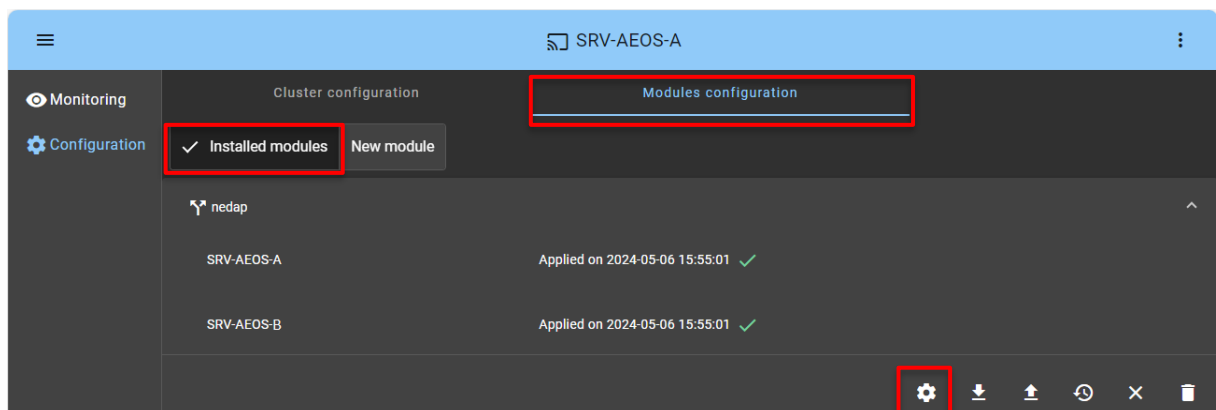 SRV-AEOS-A
Monitoring
Cluster configuration
Modules configuration
Configuration
Installed modules
New module
nedap
SRV-AEOS-A
Applied on 2024-05-06 15:55:01
SRV-AEOS-B
Applied on 2024-05-06 15:55:01